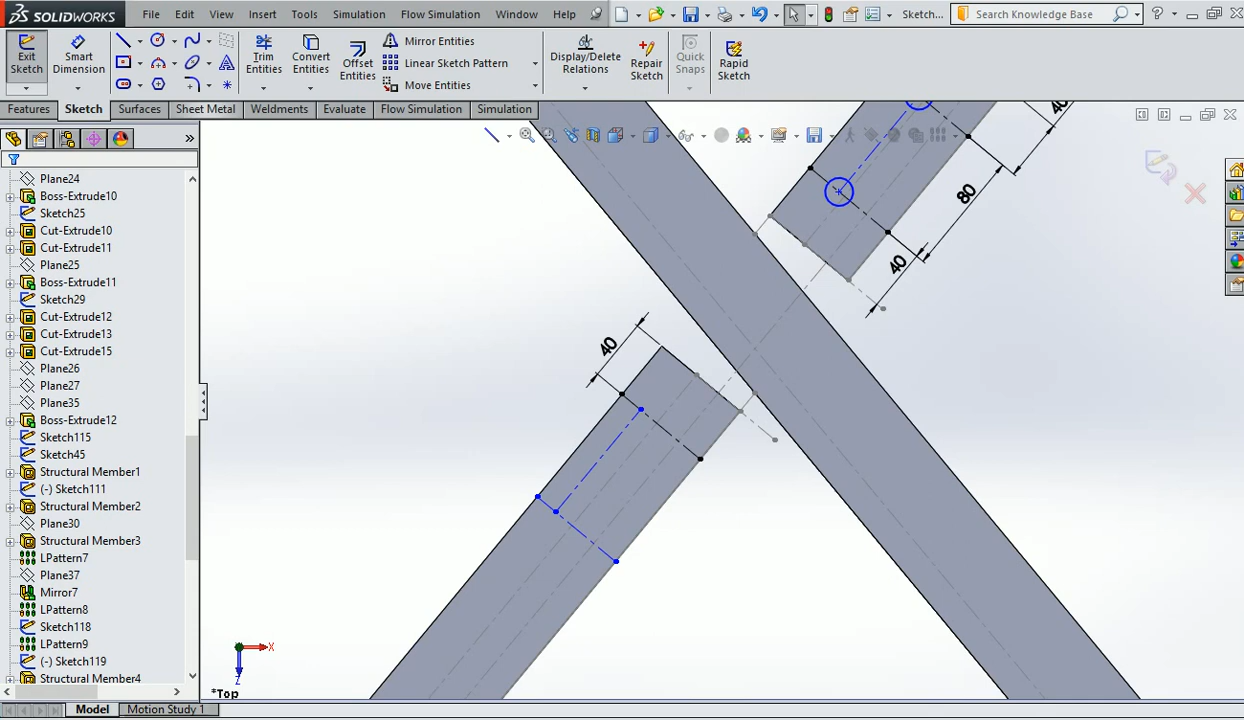 SOLIDWORKS File Edit View Insert Tools Simulation Flow Simulation Window Help Sketch... Search Knowledge Base ?
Exit Sketch
Smart Dimension
Trim Entities
Convert Entities
Offset Entities
Mirror Entities
Linear Sketch Pattern
Move Entities
Display/Delete Relations
Repair Sketch
Quick Snaps
Rapid Sketch
Features Sketch Surfaces Sheet Metal Weldments Evaluate Flow Simulation Simulation
Plane24
Boss-Extrude10
Sketch25
Cut-Extrude10
Cut-Extrude11
Plane25
Boss-Extrude11
Sketch29
Cut-Extrude12
Cut-Extrude13
Cut-Extrude15
Plane26
Plane27
Plane35
Boss-Extrude12
Sketch115
Sketch45
Structural Member1
(-) Sketch111
Structural Member2
Plane30
Structural Member3
LPattern7
Plane37
Mirror7
LPattern8
Sketch118
LPattern9
(-) Sketch119
Structural Member4
40
80
40
40
X
Z
*Top
Model Motion Study 1